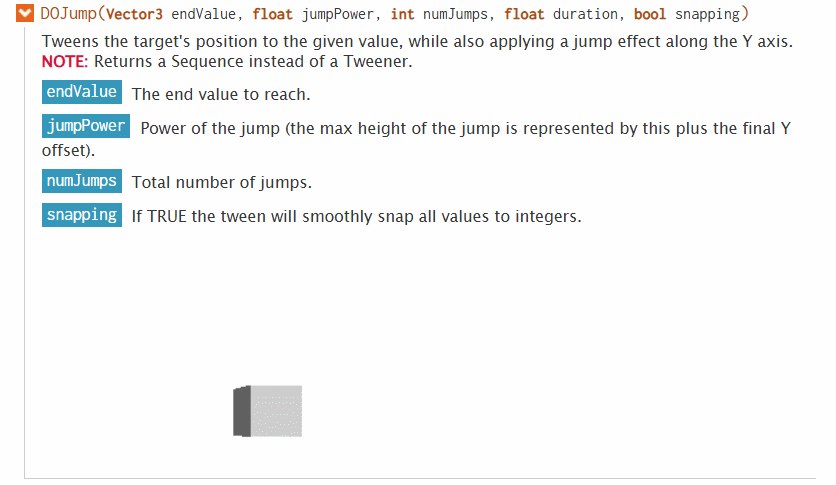 DOJump(Vector3 endValue, float jumpPower, int numJumps, float duration, bool snapping)
Tweens the target's position to the given value, while also applying a jump effect along the Y axis.
NOTE: Returns a Sequence instead of a Tweener.
endValue The end value to reach.
jumpPower Power of the jump (the max height of the jump is represented by this plus the final Y
offset).
numJumps Total number of jumps.
snapping If TRUE the tween will smoothly snap all values to integers.